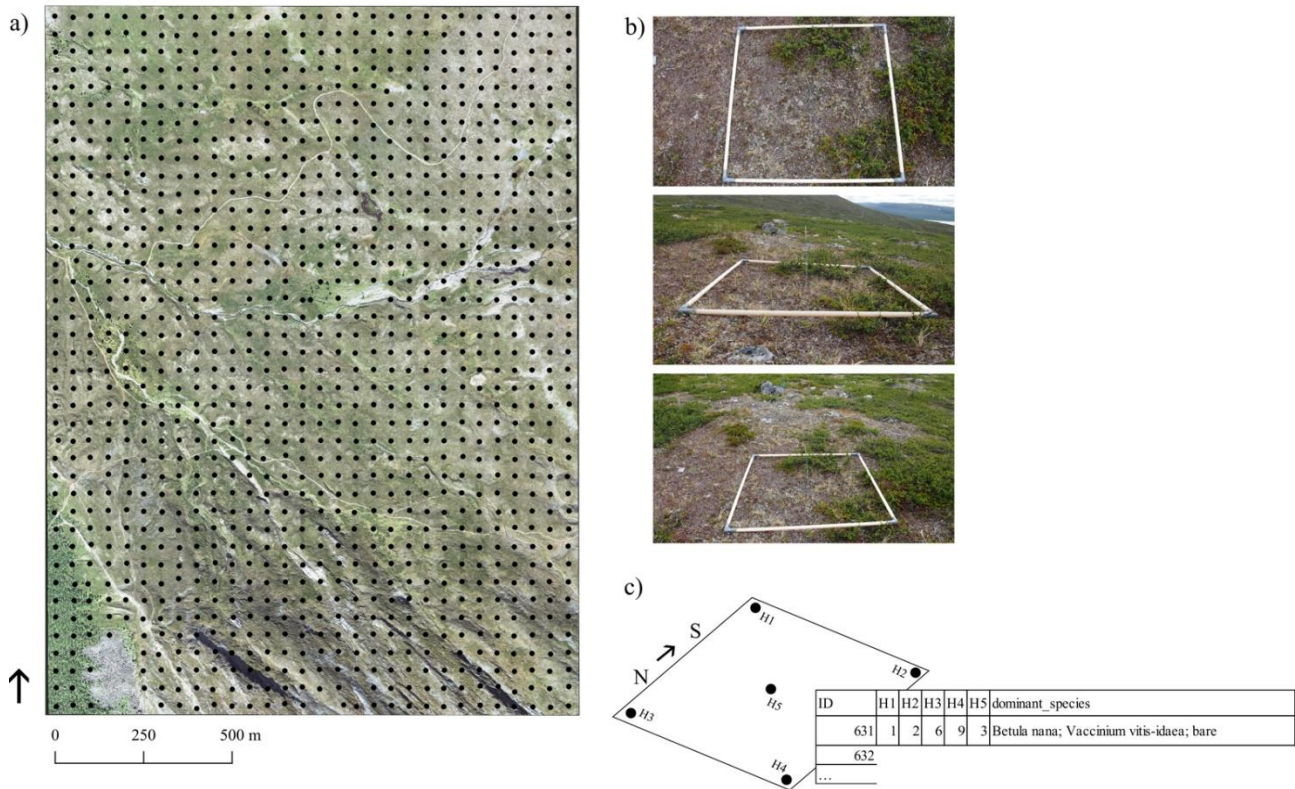 a)
0 250 500 m
b)
c)
H1
S
N
H2
H5
H3
H4
ID H1 H2 H3 H4 H5 dominant_species
631 1 2 6 9 3 Betula nana; Vaccinium vitis-idaea; bare
632
...